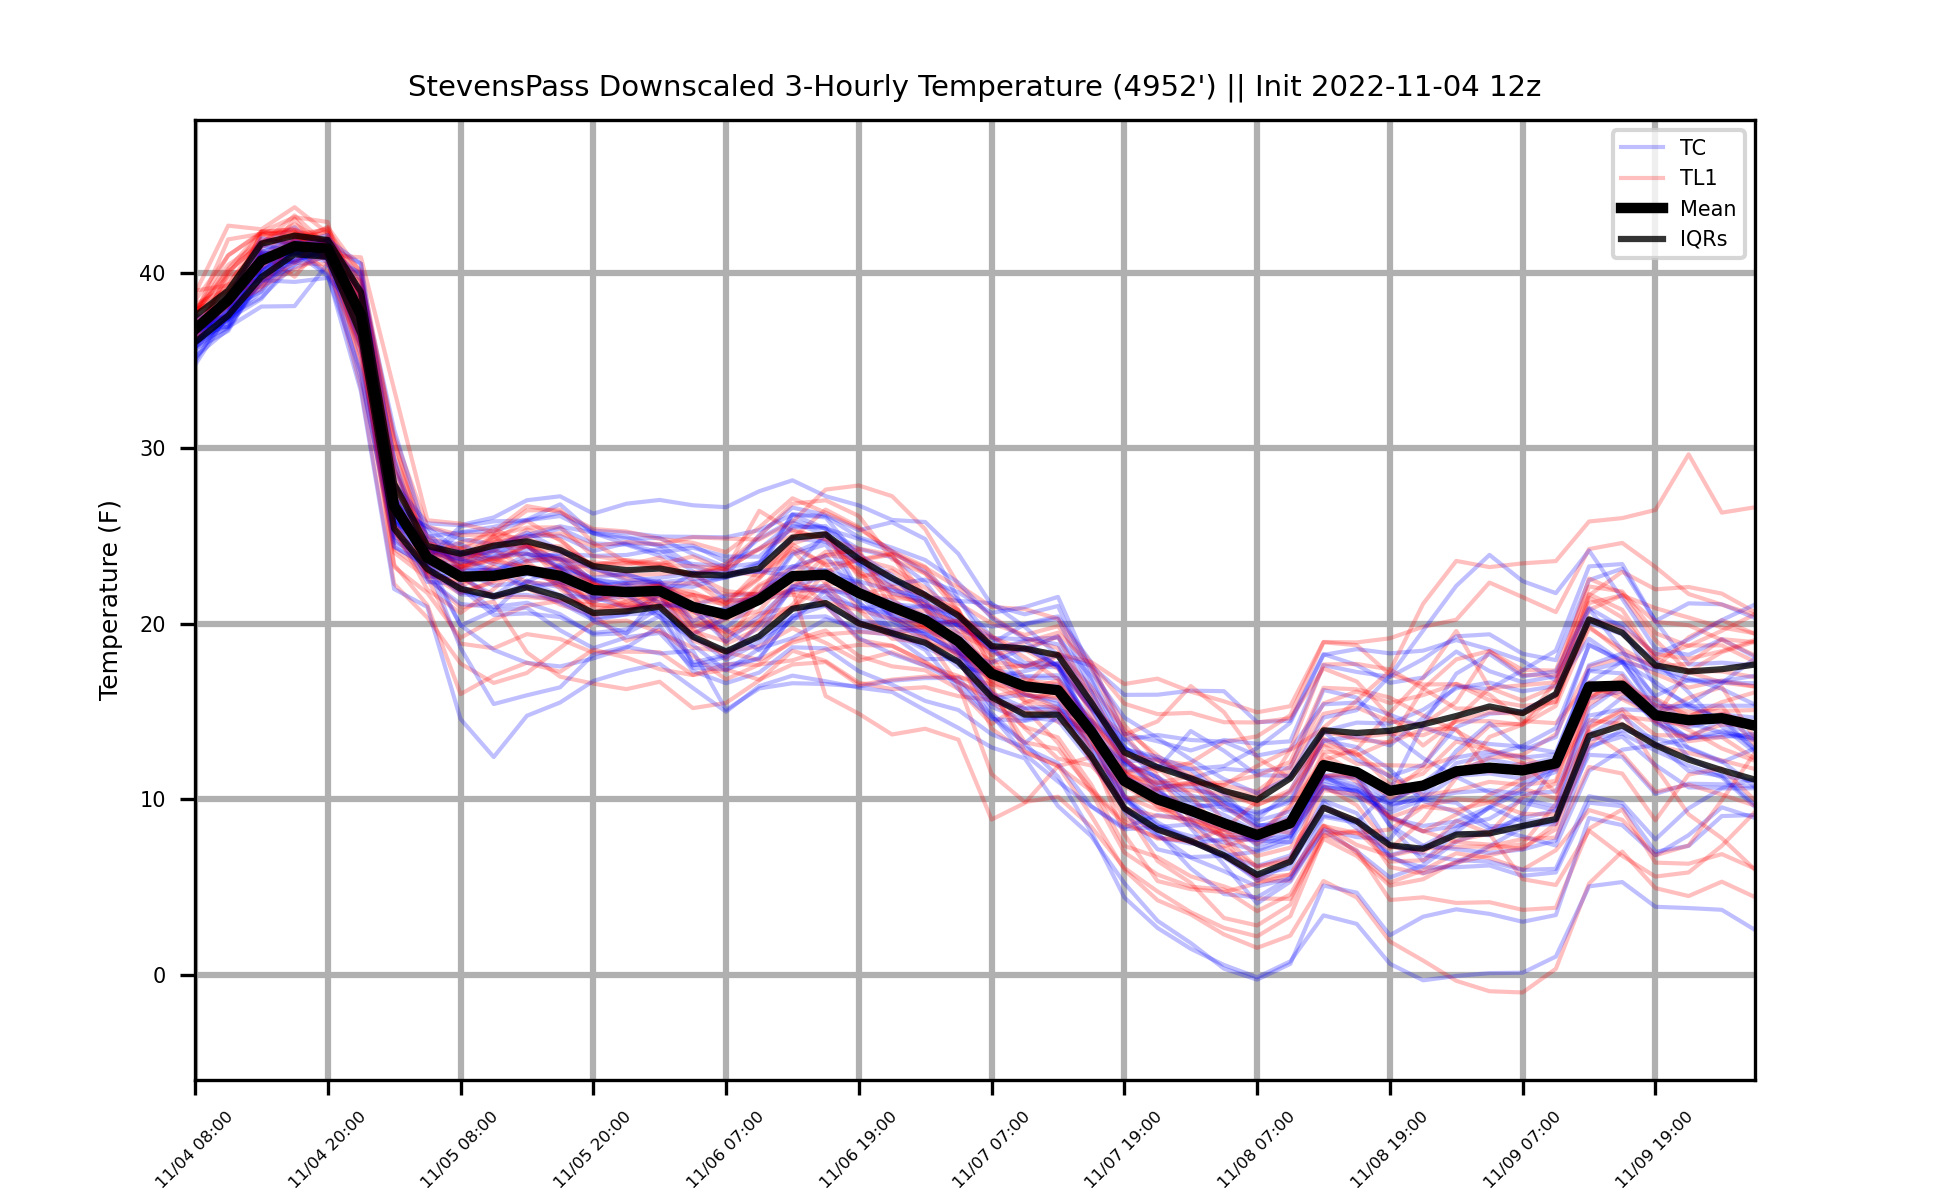 StevensPass Downscaled 3-Hourly Temperature (4952') || Init 2022-11-04 12z
TC
TL1
Mean
IQRs
Temperature (F)
40
30
20
10
0
11/04 08:00
11/04 20:00
11/05 08:00
11/05 20:00
11/06 07:00
11/06 19:00
11/07 07:00
11/07 19:00
11/08 07:00
11/08 19:00
11/09 07:00
11/09 19:00